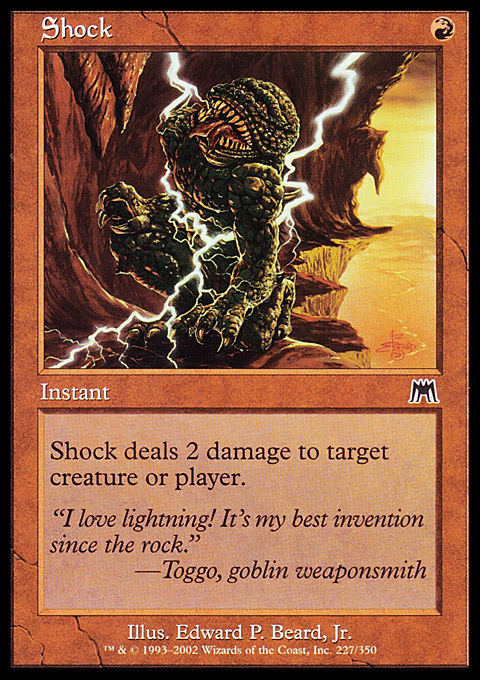 Shock
Instant
Shock deals 2 damage to target
creature or player.
“I love lightning! It’s my best invention
since the rock.”
—Toggo, goblin weaponsmith
Illus. Edward P. Beard, Jr.
™ & © 1993–2002 Wizards of the Coast, Inc. 227/350